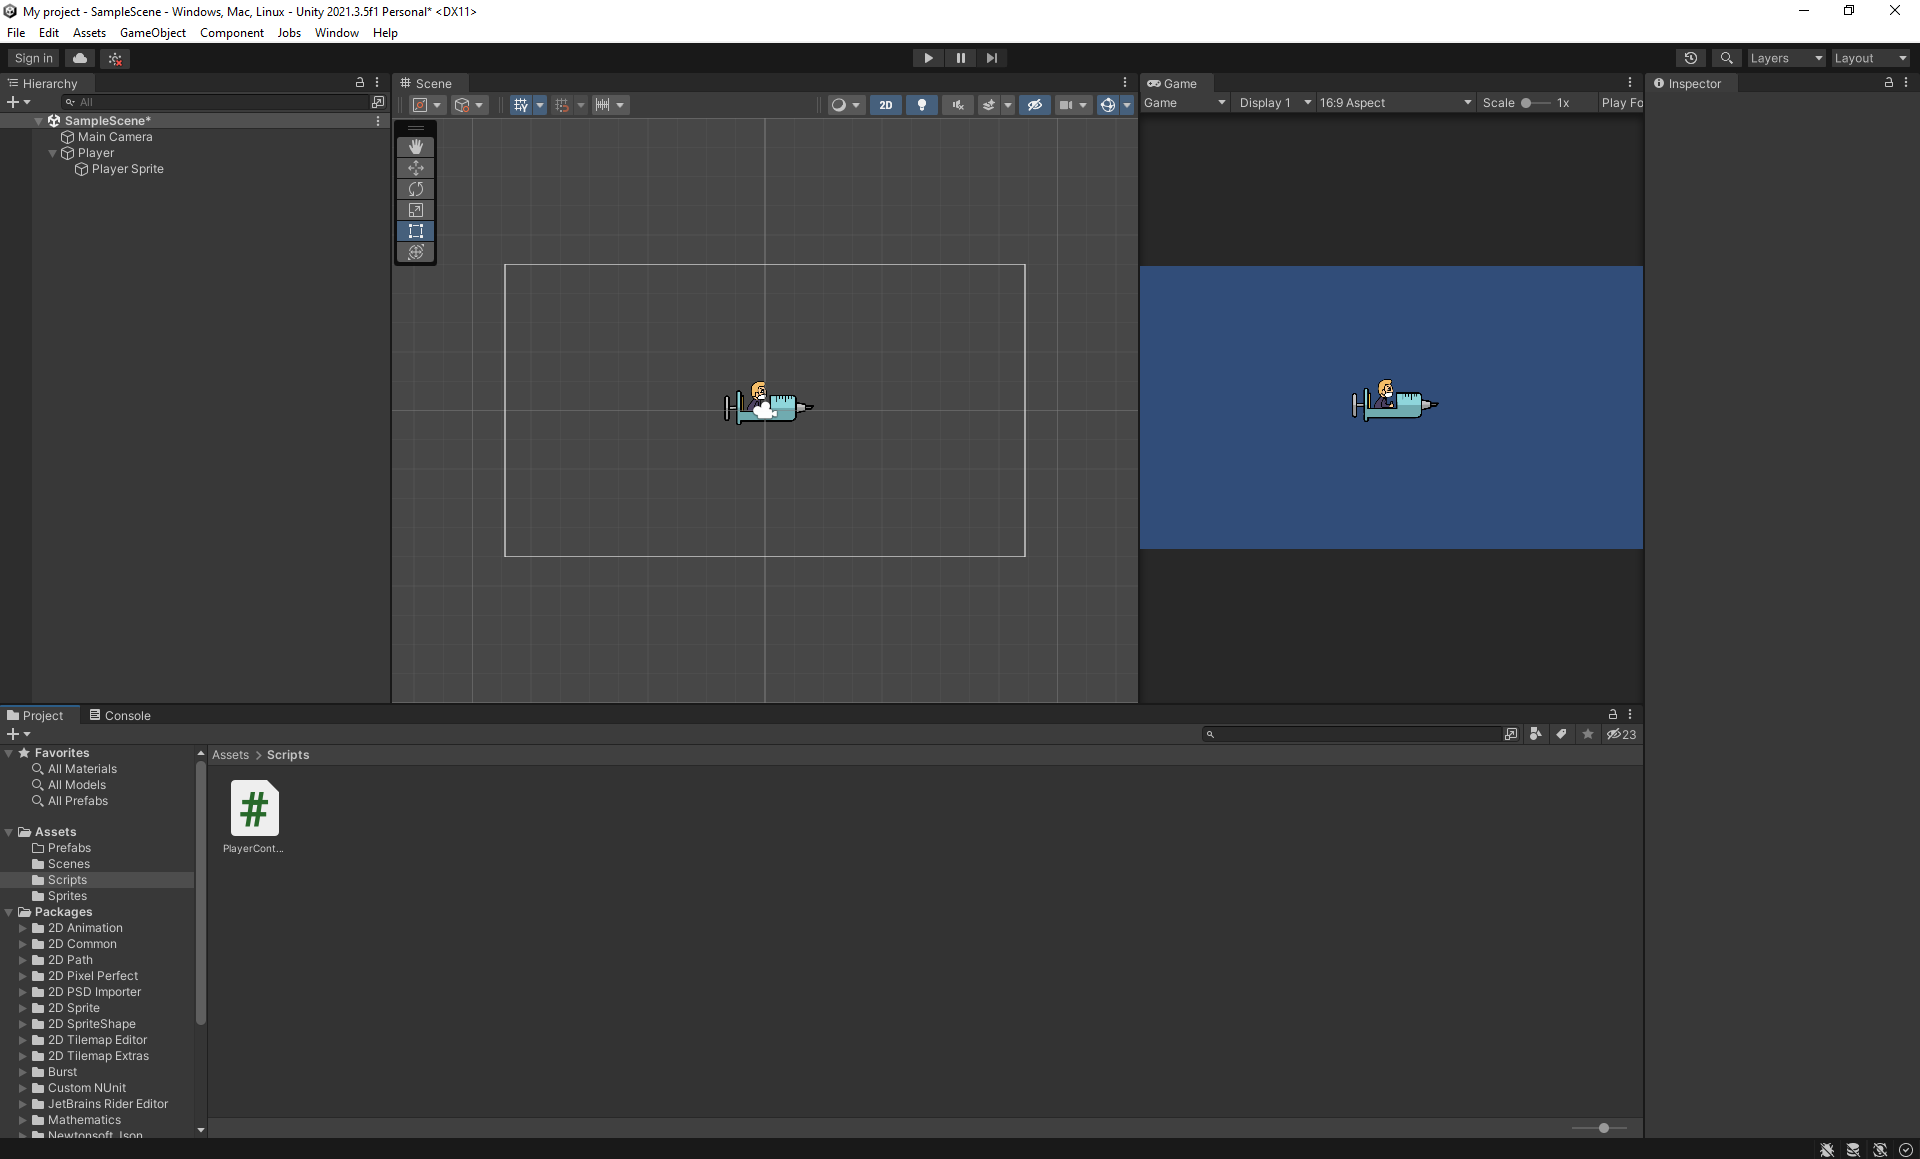 My project - SampleScene - Windows, Mac, Linux - Unity 2021.3.5f1 Personal* <DX11>
File Edit Assets GameObject Component Jobs Window Help
Sign in Layers Layout
Hierarchy
All
SampleScene*
Main Camera
Player
Player Sprite
Scene
2D
Game
Game Display 1 16:9 Aspect Scale 1x Play Fo
Inspector
Project Console
23
Favorites
All Materials
All Models
All Prefabs
Assets
Prefabs
Scenes
Scripts
Sprites
Packages
2D Animation
2D Common
2D Path
2D Pixel Perfect
2D PSD Importer
2D Sprite
2D SpriteShape
2D Tilemap Editor
2D Tilemap Extras
Burst
Custom NUnit
JetBrains Rider Editor
Mathematics
Newtonsoft Json
Assets > Scripts
#
PlayerCont...